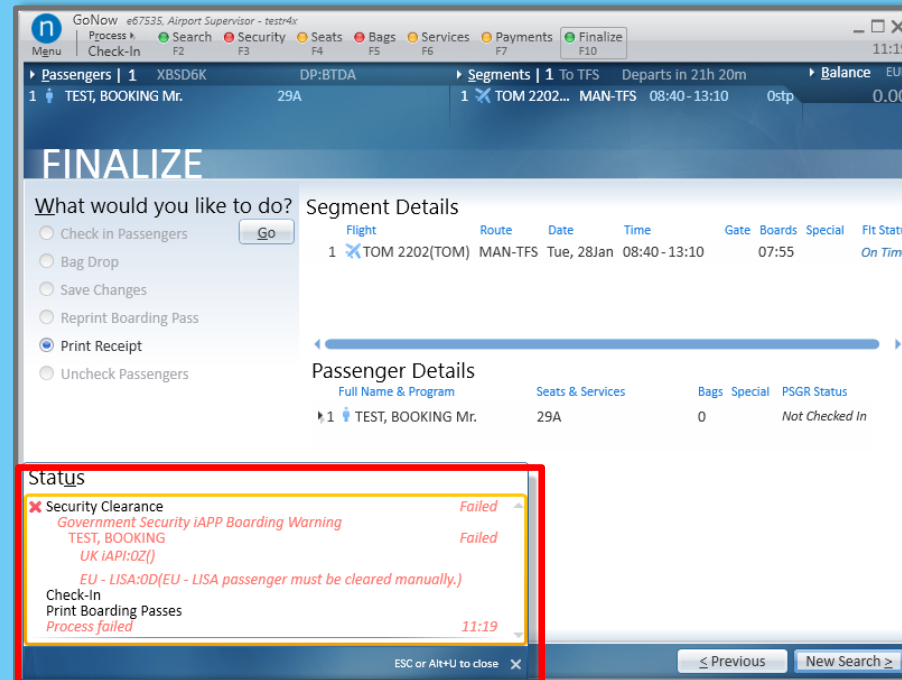 n GoNow e67535, Airport Supervisor - testr4x
Menu Process Check-In Search F2 Security F3 Seats F4 Bags F5 Services F6 Payments F7 Finalize F10
Passengers | 1 XBSD6K DP:BTDA Segments | 1 To TFS Departs in 21h 20m Balance
1 TEST, BOOKING Mr. 29A 1 TOM 2202... MAN-TFS 08:40-13:10 0stp
FINALIZE
What would you like to do?
Go
Check in Passengers
Bag Drop
Save Changes
Reprint Boarding Pass
Print Receipt
Uncheck Passengers
Segment Details
Flight Route Date Time Gate Boards Special Flt
1 TOM 2202(TOM) MAN-TFS Tue, 28Jan 08:40-13:10 07:55 On
Passenger Details
Full Name & Program Seats & Services Bags Special PSGR Status
1 TEST, BOOKING Mr. 29A 0 Not Checked In
Status
Security Clearance Failed
Government Security iAPP Boarding Warning
TEST, BOOKING Failed
UK iAPI:0Z()
EU - LISA:0D(EU - LISA passenger must be cleared manually.)
Check-In
Print Boarding Passes
Process failed 11:19
ESC or Alt+U to close
< Previous New Search >